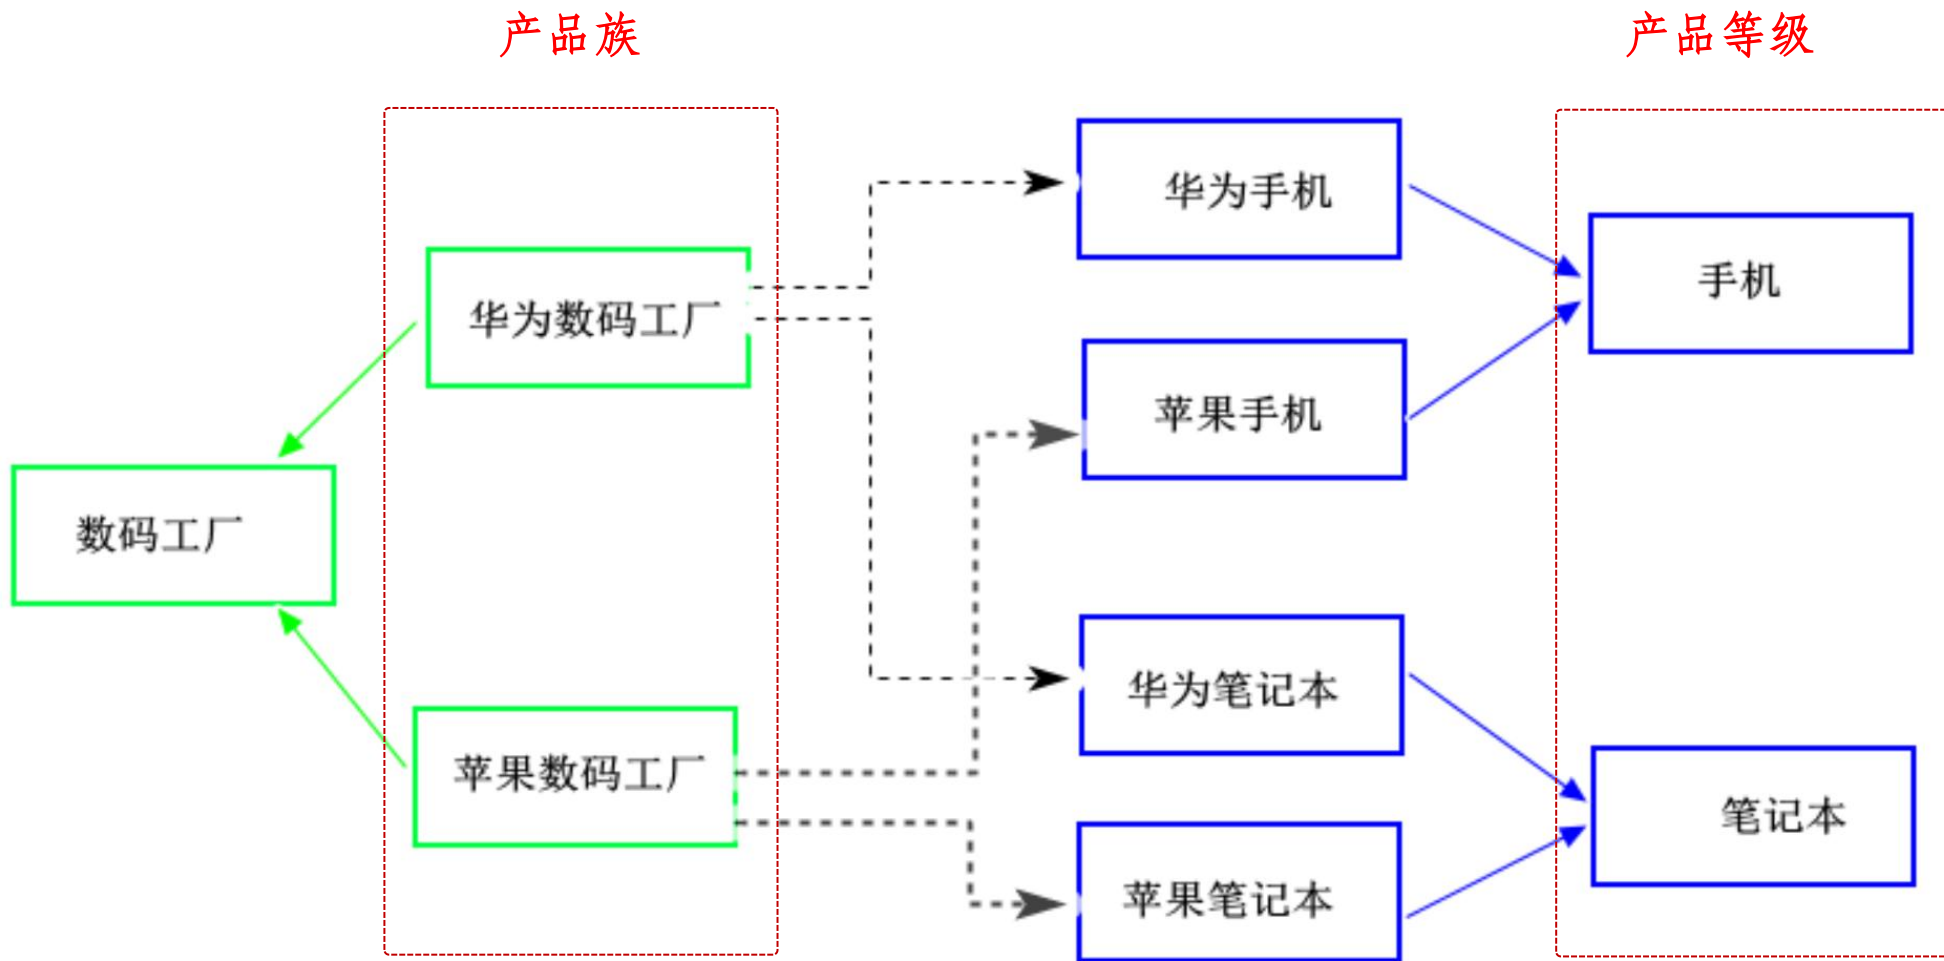 产品族
产品等级
华为手机
手机
华为数码工厂
苹果手机
数码工厂
华为笔记本
苹果数码工厂
笔记本
苹果笔记本